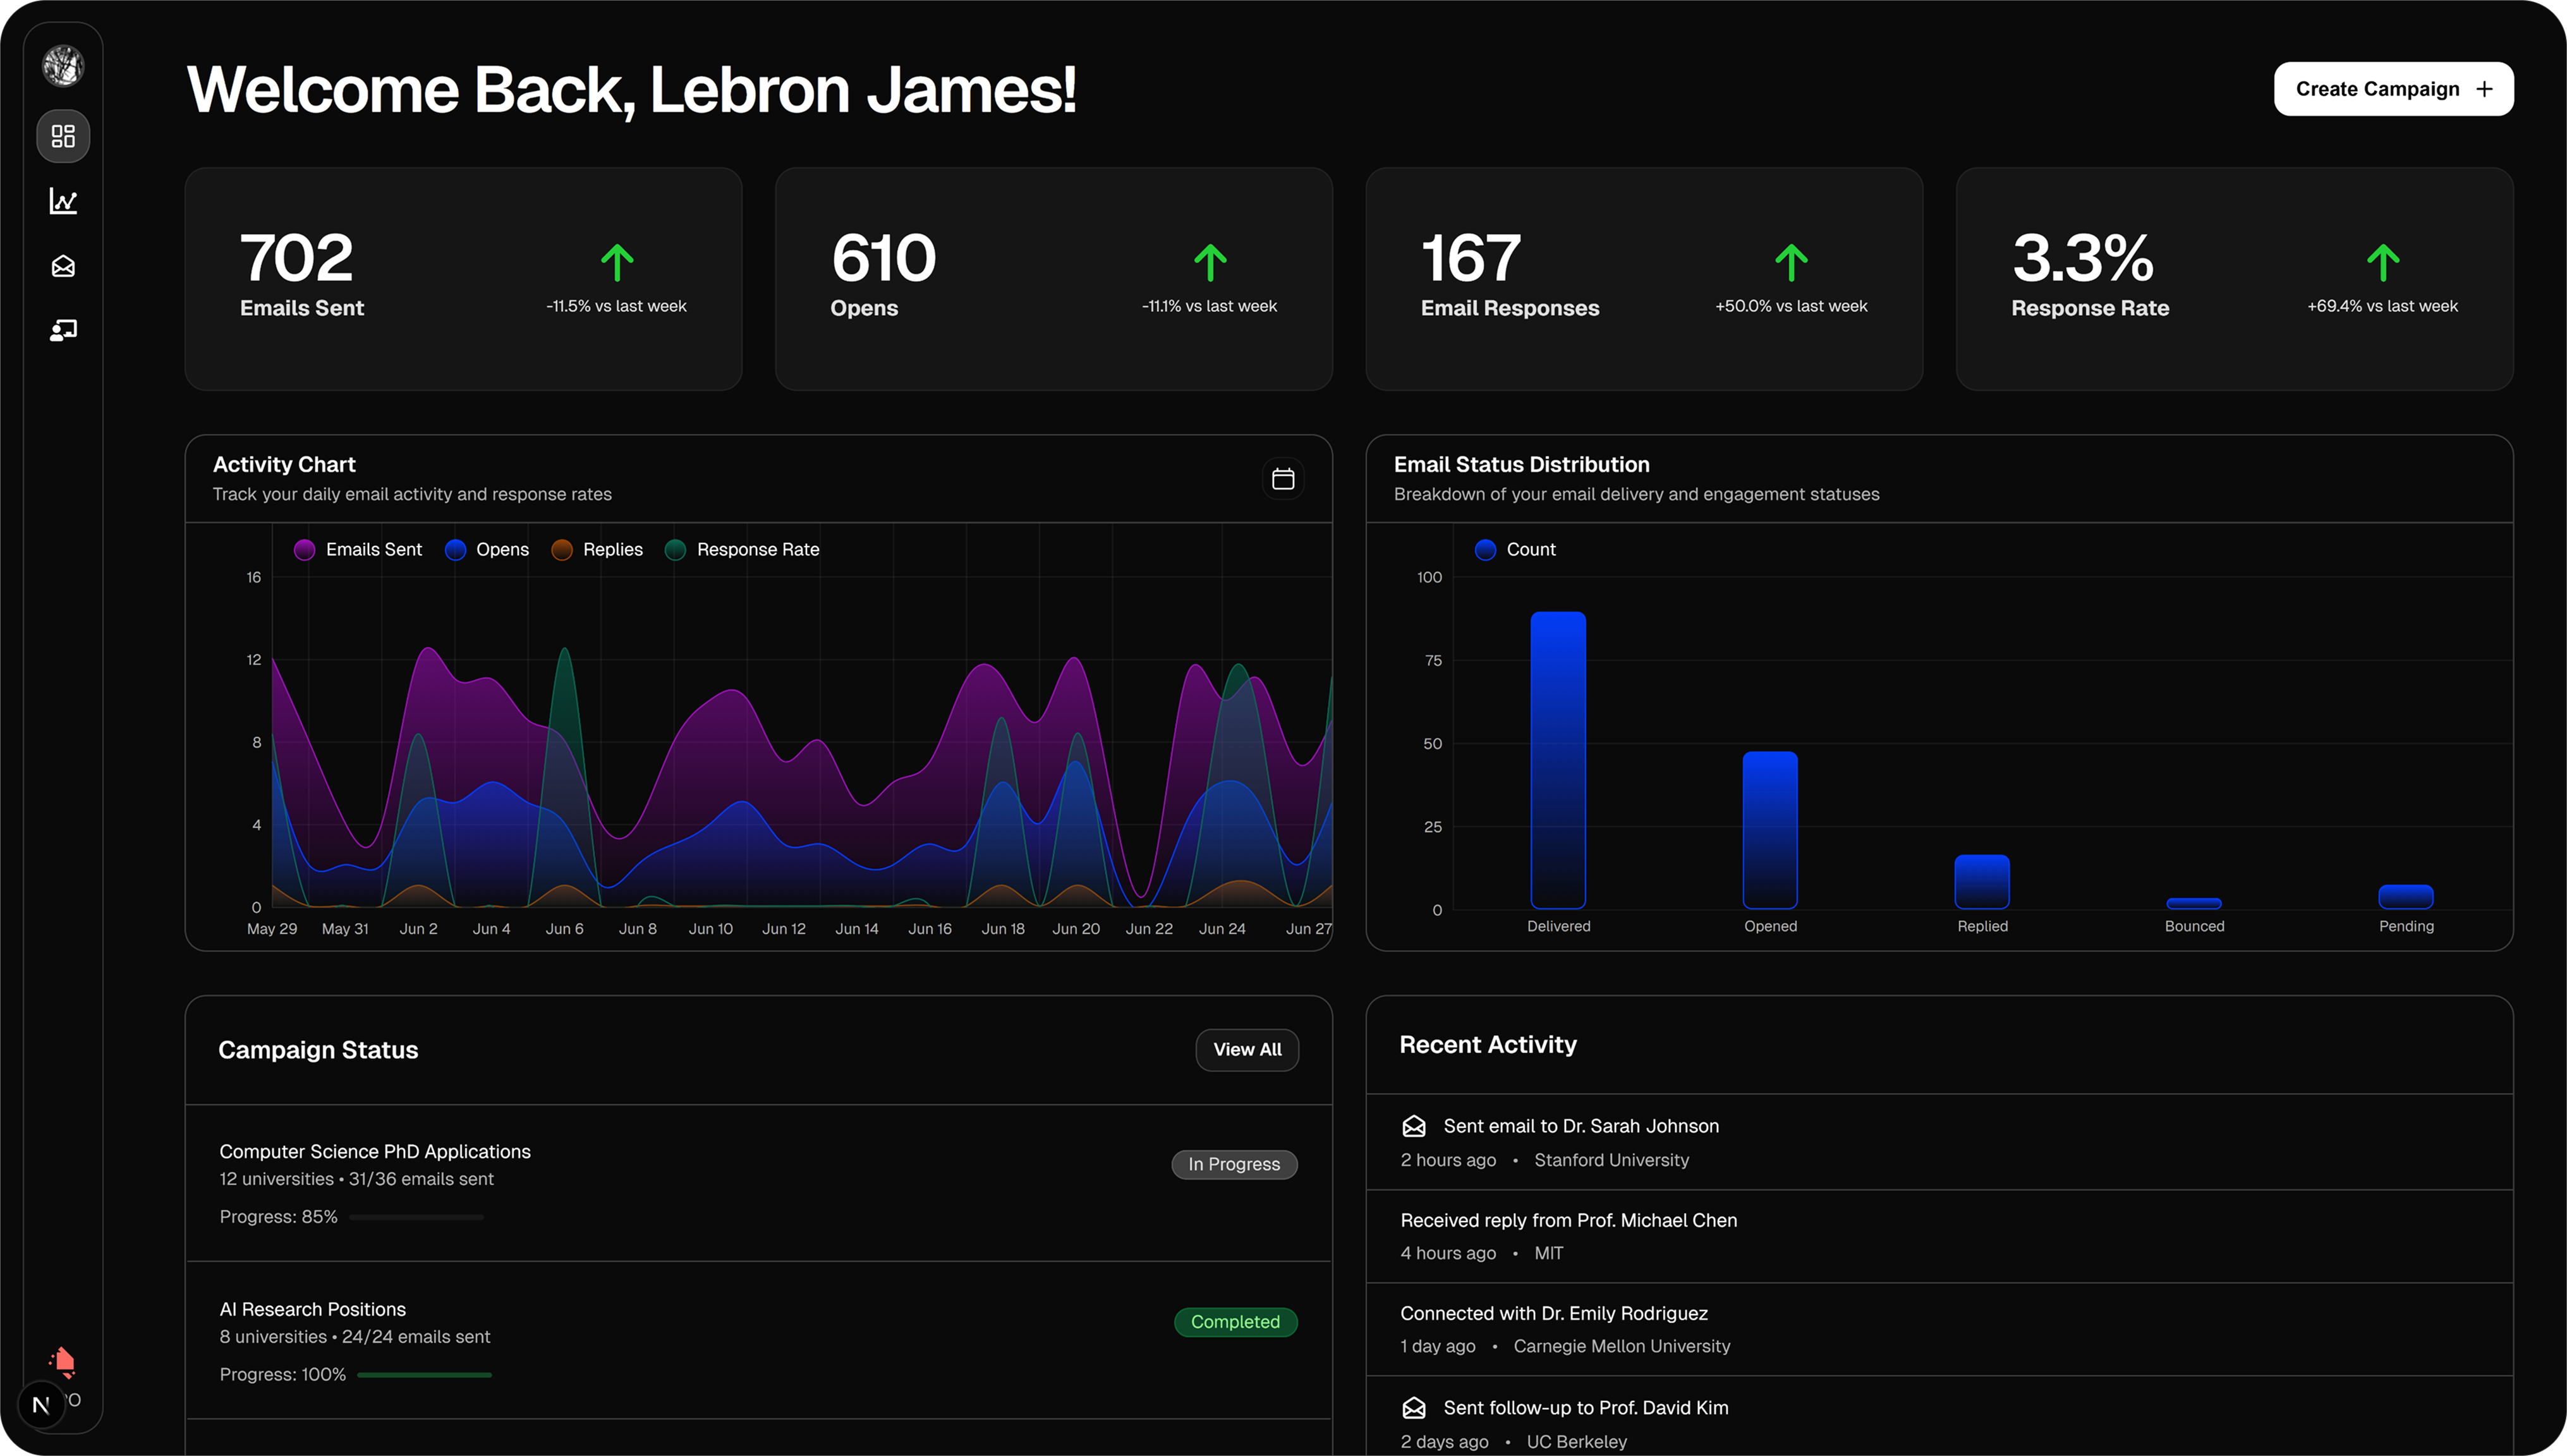 Welcome Back, Lebron James!
Create Campaign
702
Emails Sent
-11.5% vs last week
610
Opens
-11.1% vs last week
167
Email Responses
+50.0% vs last week
3.3%
Response Rate
+69.4% vs last week
Activity Chart
Track your daily email activity and response rates
Emails Sent
Opens
Replies
Response Rate
16
12
8
4
0
May 29
May 31
Jun 2
Jun 4
Jun 6
Jun 8
Jun 10
Jun 12
Jun 14
Jun 16
Jun 18
Jun 20
Jun 22
Jun 24
Jun 27
Email Status Distribution
Breakdown of your email delivery and engagement statuses
Count
100
75
50
25
0
Delivered
Opened
Replied
Bounced
Pending
Campaign Status
View All
Computer Science PhD Applications
12 universities • 31/36 emails sent
Progress: 85%
In Progress
AI Research Positions
8 universities • 24/24 emails sent
Progress: 100%
Completed
Recent Activity
Sent email to Dr. Sarah Johnson
2 hours ago • Stanford University
Received reply from Prof. Michael Chen
4 hours ago • MIT
Connected with Dr. Emily Rodriguez
1 day ago • Carnegie Mellon University
Sent follow-up to Prof. David Kim
2 days ago • UC Berkeley
N